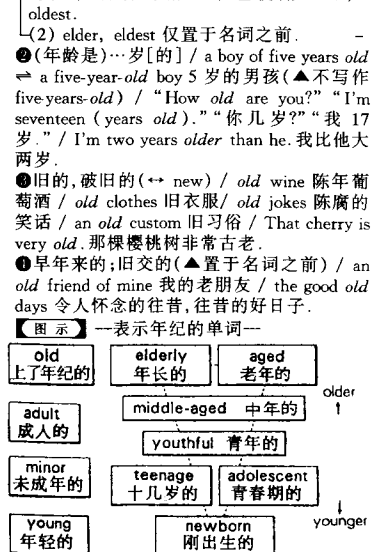 oldest.
(2) elder, eldest 仅置于名词之前.
❷(年龄是)…岁[的] / a boy of five years old
⇌ a five-year-old boy 5 岁的男孩(▲不写作
five-years-old) / “How old are you?” “I'm
seventeen (years old).” “你几岁?” “我 17
岁.” / I'm two years older than he. 我比他大
两岁.
❸旧的,破旧的(↔ new) / old wine 陈年葡
萄酒 / old clothes 旧衣服/ old jokes 陈腐的
笑话 / an old custom 旧习俗 / That cherry is
very old. 那棵樱桃树非常古老.
❹早年来的;旧交的(▲置于名词之前) / an
old friend of mine 我的老朋友 / the good old
days 令人怀念的往昔,往昔的好日子.
【图示】 —表示年纪的单词—
old elderly aged
上了年纪的 年长的 老年的
older
middle-aged 中年的
adult
成人的
youthful 青年的
minor teenage adolescent
未成年的 十几岁的 青春期的
young newborn younger
年轻的 刚出生的